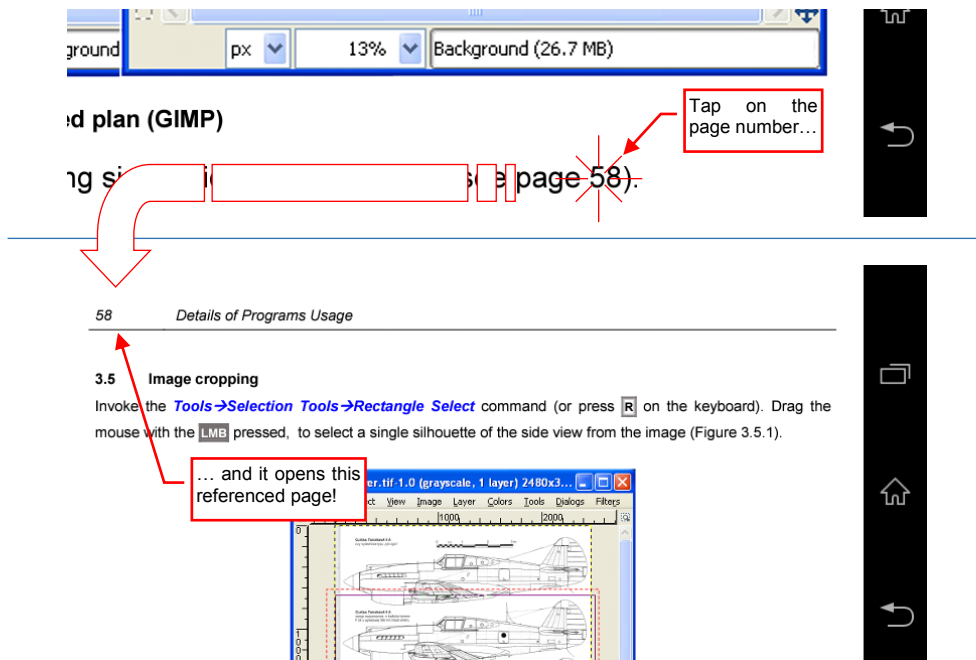 ground
px 13% Background (26.7 MB)
ed plan (GIMP)
Tap on the
page number…
page 58).
58 Details of Programs Usage
3.5 Image cropping
Invoke the Tools→Selection Tools→Rectangle Select command (or press R on the keyboard). Drag the
mouse with the LMB pressed, to select a single silhouette of the side view from the image (Figure 3.5.1).
… and it opens this
referenced page!
er.tif-1.0 (grayscale, 1 layer) 2480x3...
ct View Image Layer Colors Tools Dialogs Filters
1000 2000
0